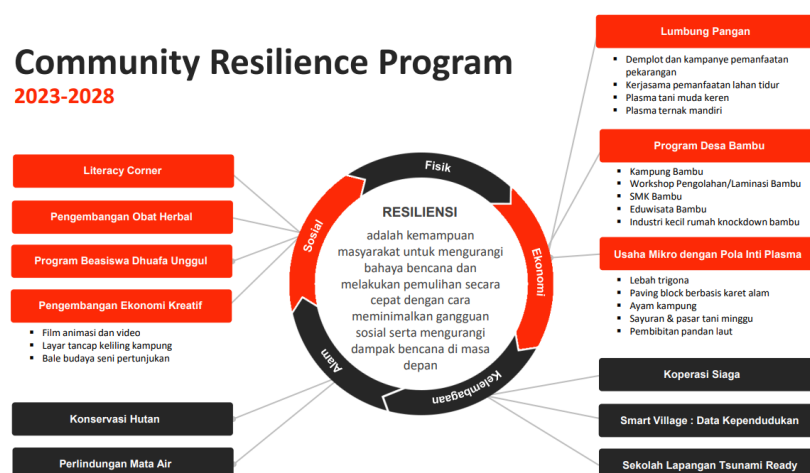 Community Resilience Program
2023-2028
Literacy Corner
Pengembangan Obat Herbal
Program Beasiswa Dhuafa Unggul
Pengembangan Ekonomi Kreatif
▪ Film animasi dan video
▪ Layar tancap keliling kampung
▪ Bale budaya seni pertunjukan
Konservasi Hutan
Perlindungan Mata Air
Fisik
Ekonomi
Kelembagaan
Alam
Sosial
RESILIENSI
adalah kemampuan
masyarakat untuk mengurangi
bahaya bencana dan
melakukan pemulihan secara
cepat dengan cara
meminimalkan gangguan
sosial serta mengurangi
dampak bencana di masa
depan
Lumbung Pangan
▪ Demplot dan kampanye pemanfaatan
pekarangan
▪ Kerjasama pemanfaatan lahan tidur
▪ Plasma tani muda keren
▪ Plasma ternak mandiri
Program Desa Bambu
▪ Kampung Bambu
▪ Workshop Pengolahan/Laminasi Bambu
▪ SMK Bambu
▪ Eduwisata Bambu
▪ Industri kecil rumah knockdown bambu
Usaha Mikro dengan Pola Inti Plasma
▪ Lebah trigona
▪ Paving block berbasis karet alam
▪ Ayam kampung
▪ Sayuran & pasar tani minggu
▪ Pembibitan pandan laut
Koperasi Siaga
Smart Village : Data Kependudukan
Sekolah Lapangan Tsunami Ready